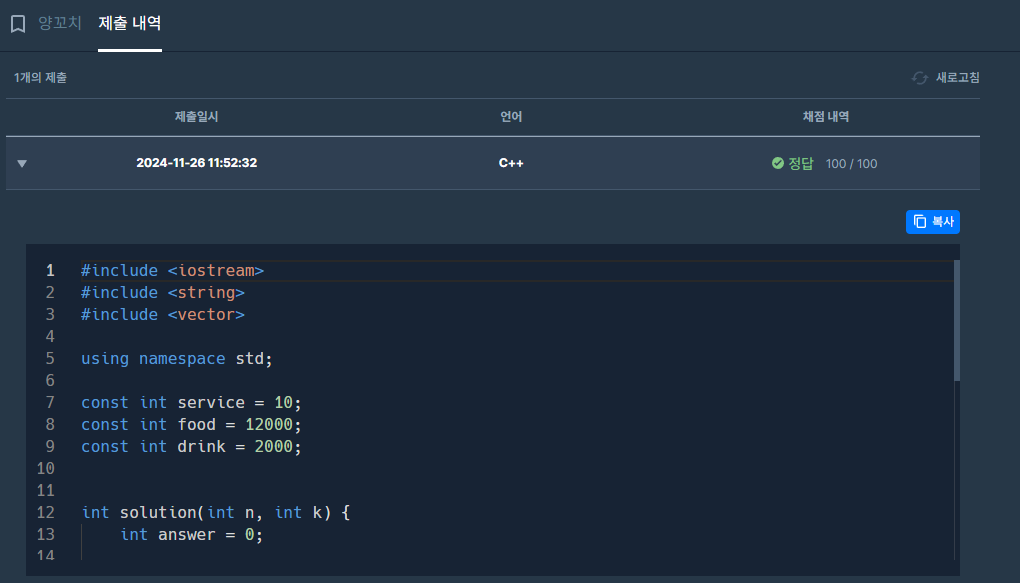 양꼬치 제출 내역
1개의 제출 새로고침
제출일시 언어 채점 내역
2024-11-26 11:52:32 C++ 정답 100 / 100
복사
1 #include <iostream>
2 #include <string>
3 #include <vector>
4
5 using namespace std;
6
7 const int service = 10;
8 const int food = 12000;
9 const int drink = 2000;
10
11
12 int solution(int n, int k) {
13     int answer = 0;
14